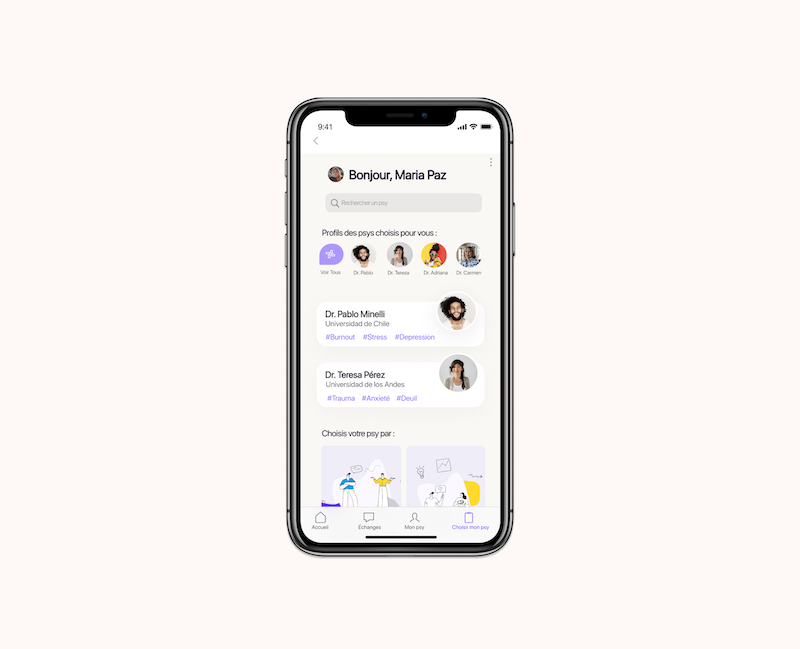 9:41
Bonjour, Maria Paz
Rechercher un psy
Profils des psys choisis pour vous :
Voir Tous
Dr. Pablo
Dr. Teresa
Dr. Adriana
Dr. Carmen
Dr. Pablo Minelli
Universidad de Chile
#Burnout #Stress #Depression
Dr. Teresa Pérez
Universidad de los Andes
#Trauma #Anxieté #Deuil
Choisis votre psy par :
Accueil
Échanges
Mon psy
Choisir mon psy